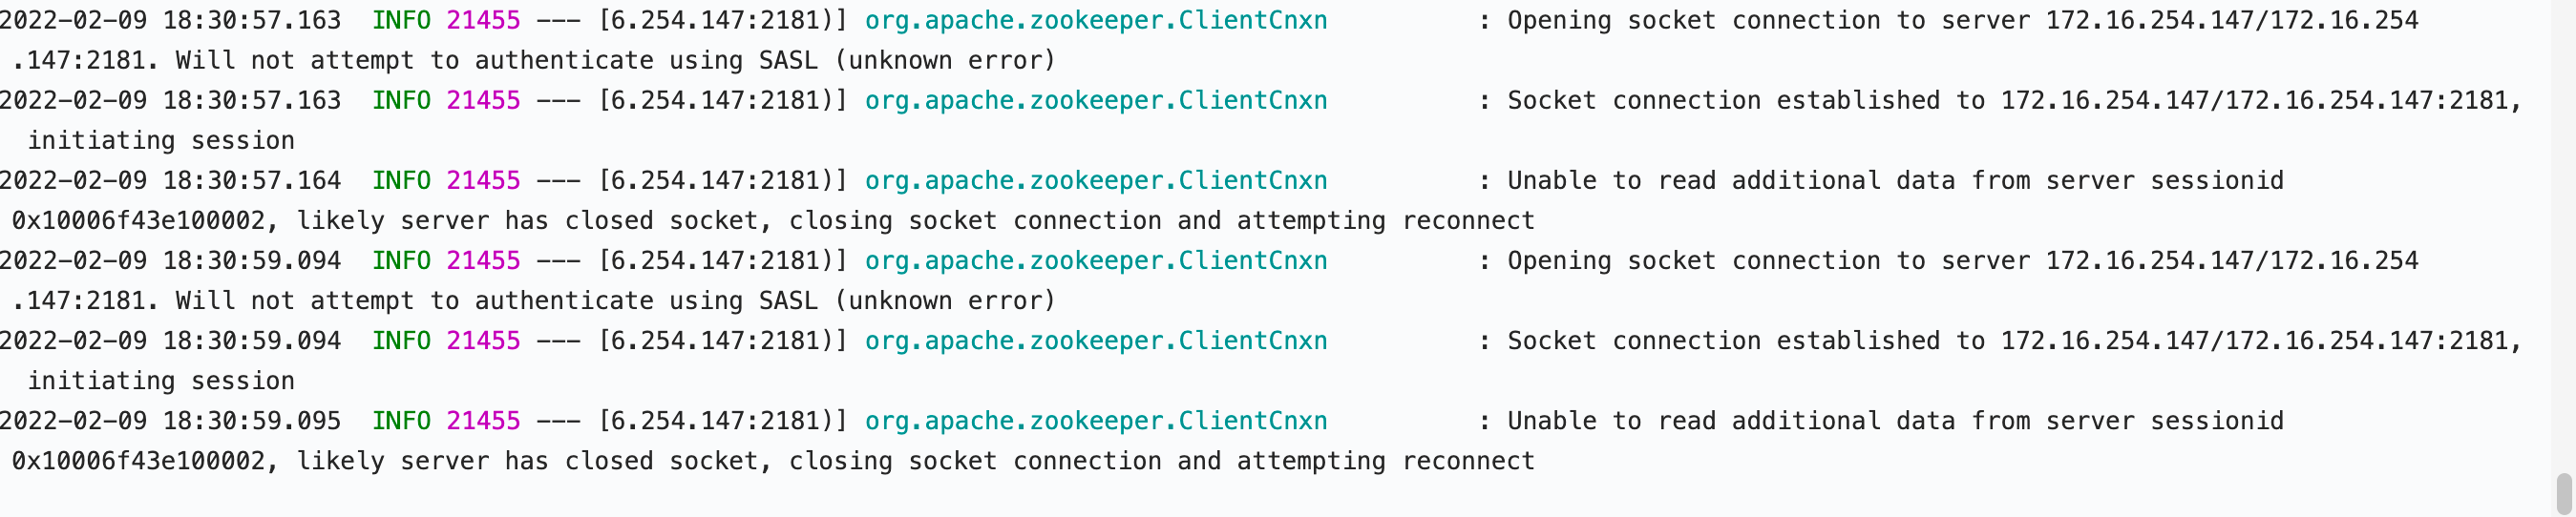 2022-02-09 18:30:57.163  INFO 21455 --- [6.254.147:2181)] org.apache.zookeeper.ClientCnxn          : Opening socket connection to server 172.16.254.147/172.16.254
.147:2181. Will not attempt to authenticate using SASL (unknown error)
2022-02-09 18:30:57.163  INFO 21455 --- [6.254.147:2181)] org.apache.zookeeper.ClientCnxn          : Socket connection established to 172.16.254.147/172.16.254.147:2181,
initiating session
2022-02-09 18:30:57.164  INFO 21455 --- [6.254.147:2181)] org.apache.zookeeper.ClientCnxn          : Unable to read additional data from server sessionid
0x10006f43e100002, likely server has closed socket, closing socket connection and attempting reconnect
2022-02-09 18:30:59.094  INFO 21455 --- [6.254.147:2181)] org.apache.zookeeper.ClientCnxn          : Opening socket connection to server 172.16.254.147/172.16.254
.147:2181. Will not attempt to authenticate using SASL (unknown error)
2022-02-09 18:30:59.094  INFO 21455 --- [6.254.147:2181)] org.apache.zookeeper.ClientCnxn          : Socket connection established to 172.16.254.147/172.16.254.147:2181,
initiating session
2022-02-09 18:30:59.095  INFO 21455 --- [6.254.147:2181)] org.apache.zookeeper.ClientCnxn          : Unable to read additional data from server sessionid
0x10006f43e100002, likely server has closed socket, closing socket connection and attempting reconnect